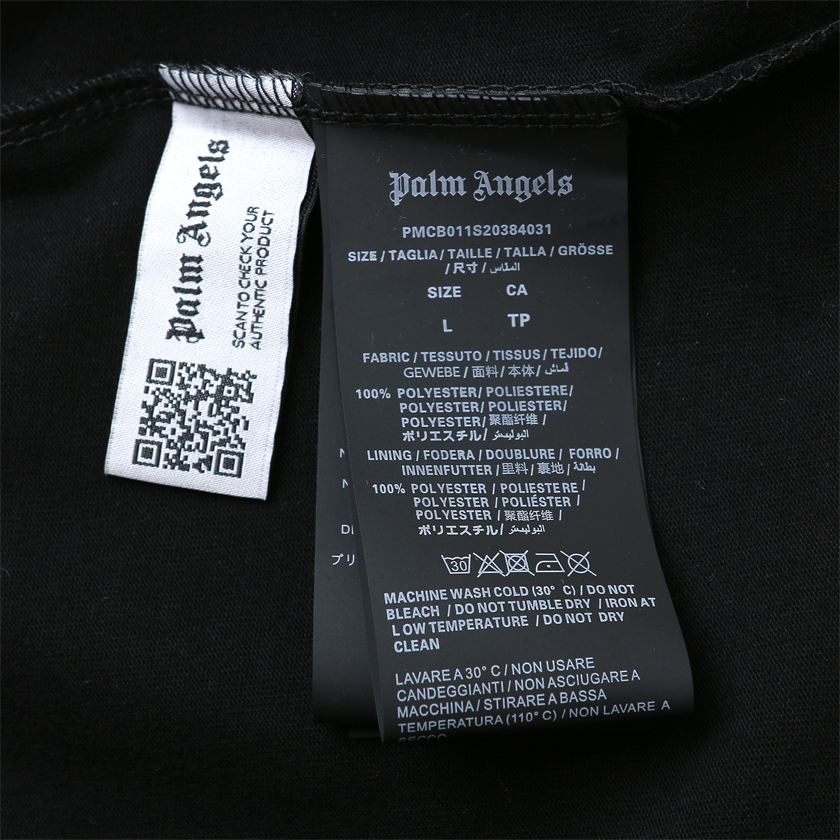 Palm Angels
SCAN TO CHECK YOUR
AUTHENTIC PRODUCT
Palm Angels
PMCB011S20384031
SIZE / TAGLIA / TAILLE / TALLA / GRÖSSE
/ 尺寸 / المقاس
SIZE CA
L TP
FABRIC / TESSUTO / TISSUS / TEJIDO/
GEWEBE / 面料 / 本体 / قماش
100% POLYESTER/ POLIESTERE/
POLYESTER/ POLIESTER/
POLYESTER/ 聚酯纤维 /
ポリエステル/ البوليستر
LINING / FODERA / DOUBLURE / FORRO /
INNENFUTTER / 里料 / 裏地 / بطانة
100% POLYESTER / POLIESTERE /
POLYESTER / POLIÉSTER /
POLYESTER / 聚酯纤维 /
ポリエステル/ البوليستر
30
MACHINE WASH COLD (30° C) / DO NOT
BLEACH / DO NOT TUMBLE DRY / IRON AT
LOW TEMPERATURE / DO NOT DRY
CLEAN
LAVARE A 30° C / NON USARE
CANDEGGIANTI / NON ASCIUGARE A
MACCHINA / STIRARE A BASSA
TEMPERATURA (110° C) / NON LAVARE A
SECCO
プリ